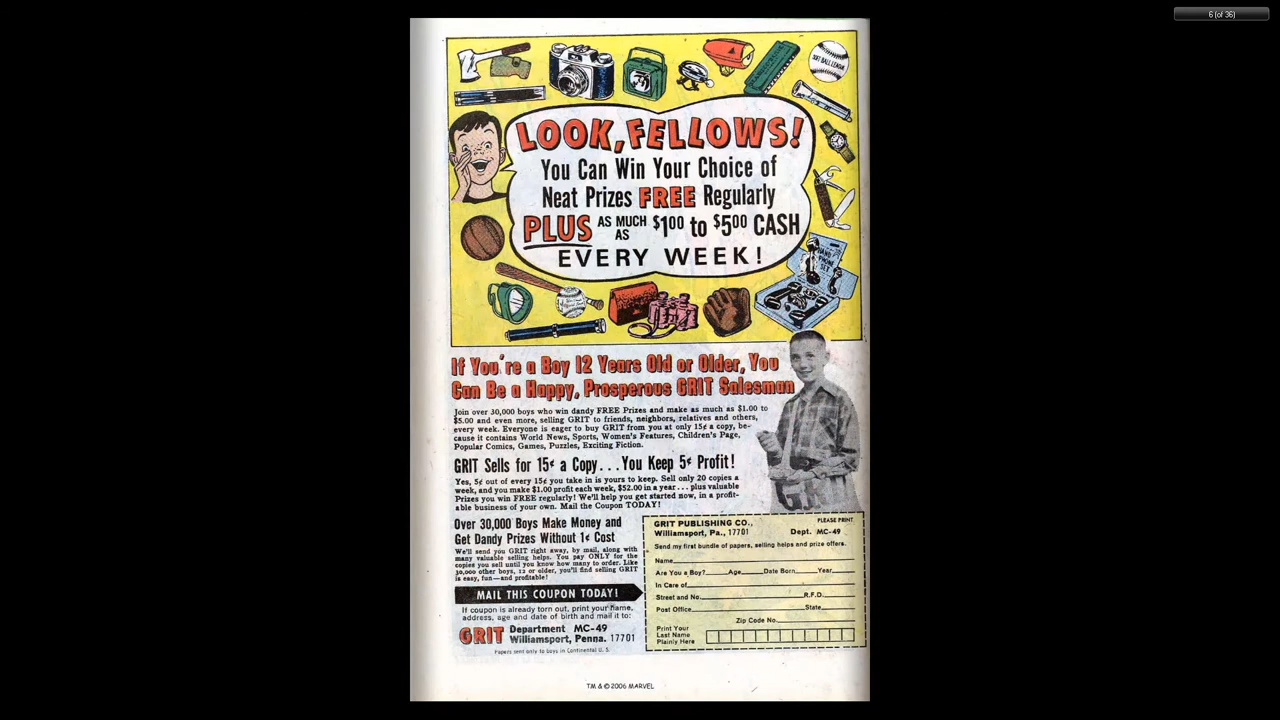 6 (of 36)
SOFT BALL LEAGUE
LOOK, FELLOWS!
You Can Win Your Choice of
Neat Prizes FREE Regularly
PLUS AS MUCH AS $1.00 to $5.00 CASH
EVERY WEEK!
If You're a Boy 12 Years Old or Older, You
Can Be a Happy, Prosperous GRIT Salesman
Join over 30,000 boys who win dandy FREE Prizes and make as much as $1.00 to
$5.00 and even more, selling GRIT to friends, neighbors, relatives and others,
every week. Everyone is eager to buy GRIT from you at only 15¢ a copy, be-
cause it contains World News, Sports, Women's Features, Children's Page,
Popular Comics, Games, Puzzles, Exciting Fiction.
GRIT Sells for 15¢ a Copy...You Keep 5¢ Profit!
Yes, 5¢ out of every 15¢ you take in is yours to keep. Sell only 20 copies a
week, and you make $1.00 profit each week, $52.00 in a year...plus valuable
Prizes you win FREE regularly! We'll help you get started now, in a profit-
able business of your own. Mail the Coupon TODAY!
Over 30,000 Boys Make Money and
Get Dandy Prizes Without 1¢ Cost
We'll send you GRIT right away, by mail, along with
many valuable selling helps. You pay ONLY for the
copies you sell until you know how many to order. Like
30,000 other boys, 12 or older, you'll find selling GRIT
is easy, fun—and profitable!
MAIL THIS COUPON TODAY!
If coupon is already torn out, print your name,
address, age and date of birth and mail it to:
GRIT Department MC-49
Williamsport, Penna. 17701
Papers sent only to boys in Continental U. S.
GRIT PUBLISHING CO., PLEASE PRINT
Williamsport, Pa., 17701 Dept. MC-49
Send my first bundle of papers, selling helps and prize offers.
Name
Are You a Boy? Age Date Born Year
In Care of
Street and No. R.F.D.
Post Office State
Zip Code No.
Print Your
Last Name
Plainly Here
TM & © 2006 MARVEL